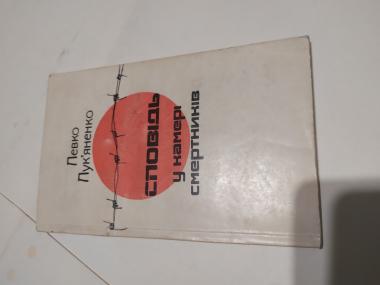 Левко
Лук'яненко
СПОВІДЬ
у камері
смертників